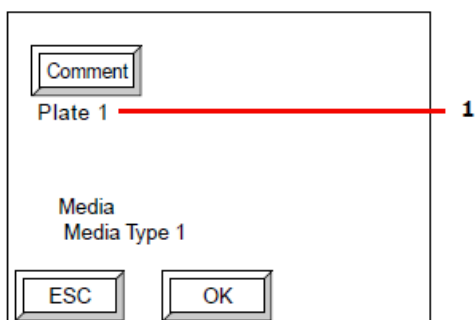 Comment
Plate 1
1
Media
Media Type 1
ESC
OK